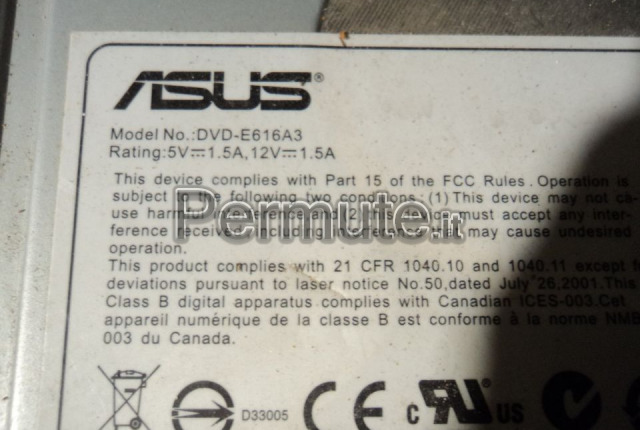 ASUS®
Model No.:DVD-E616A3
Rating:5V⎓1.5A,12V⎓1.5A
This device complies with Part 15 of the FCC Rules. Operation is
subject to the following two conditions: (1) This device may not ca-
use harmful interference,and (2) this device must accept any inter-
ference received, including interference that may cause undesired
operation.
This product complies with 21 CFR 1040.10 and 1040.11 except f
deviations pursuant to laser notice No.50,dated July 26,2001.This
Class B digital apparatus complies with Canadian ICES-003.Cet
appareil numérique de la classe B est conforme à la norme NMB
003 du Canada.
Permute.it
D33005
CE
c RU US